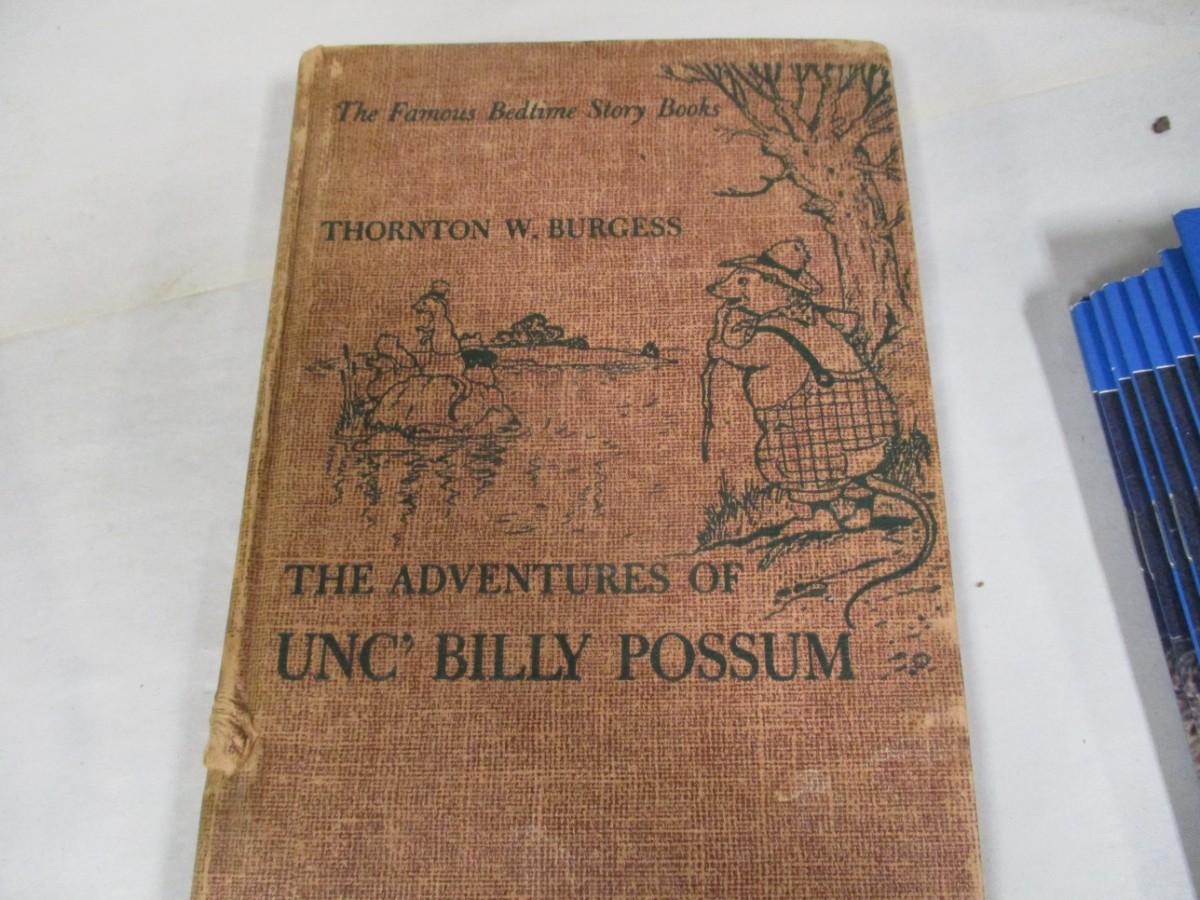 The Famous Bedtime Story Books
THORNTON W. BURGESS
THE ADVENTURES OF
UNC' BILLY POSSUM